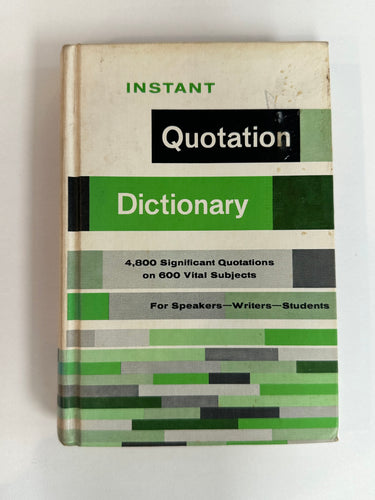 INSTANT
Quotation
Dictionary
4,800 Significant Quotations
on 600 Vital Subjects
For Speakers—Writers—Students